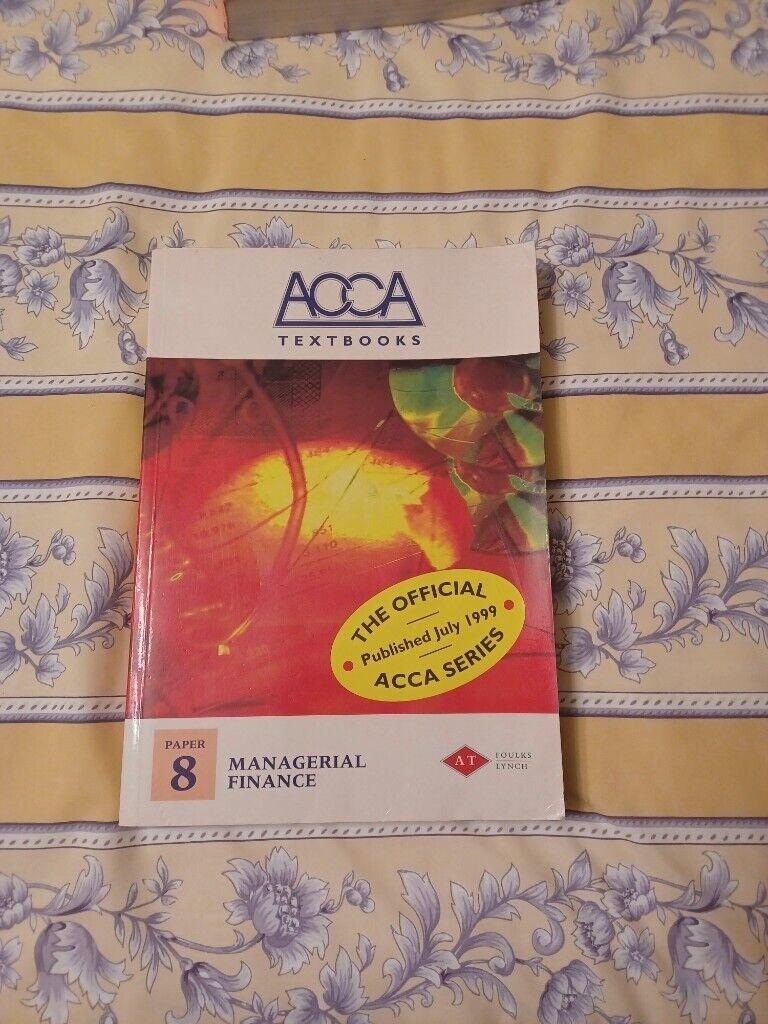 ACCA
TEXTBOOKS
THE OFFICIAL
Published July 1999
ACCA SERIES
PAPER
8
MANAGERIAL
FINANCE
AT
FOULKS
LYNCH